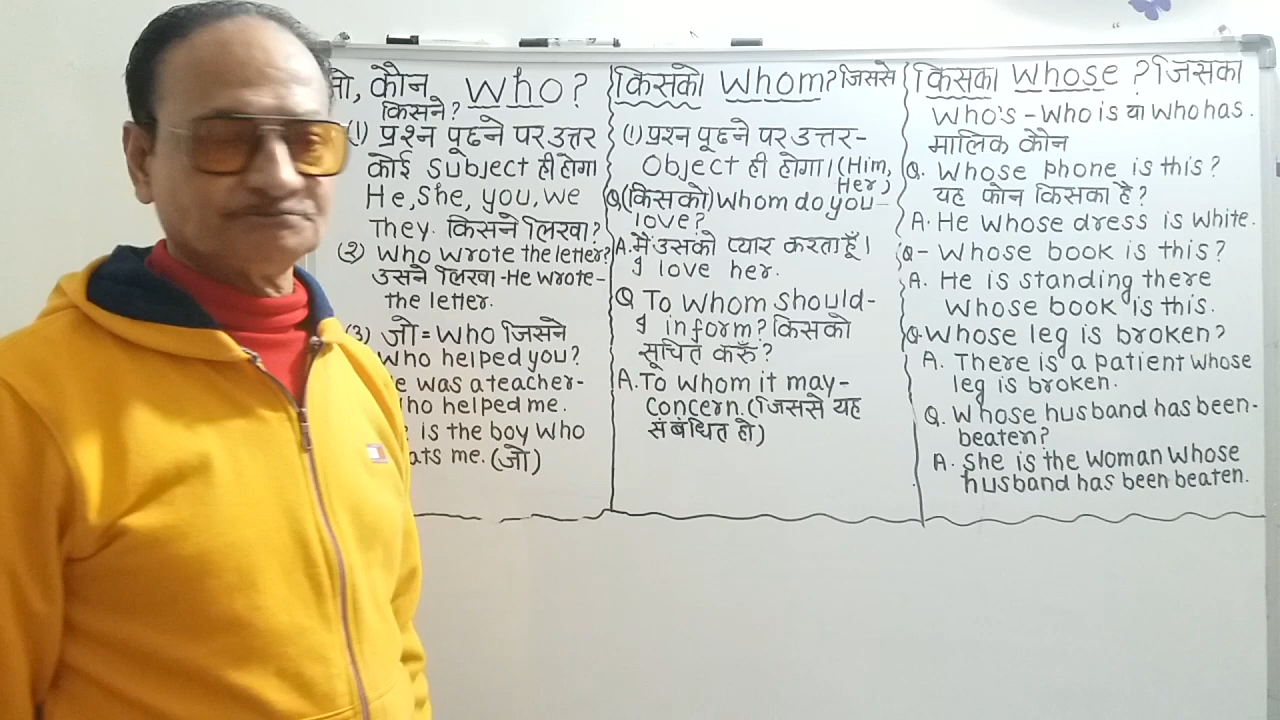 जो, कौन Who?
किसने?
(1) प्रश्न पूछने पर उत्तर
कोई Subject ही होगा
He, She, you, we
They. किसने लिखा?
(2) Who wrote the letter?
उसने लिखा-He wrote-
the letter.
(3) जो = Who जिसने
Who helped you?
He was a teacher-
who helped me.
is the boy who
me. (जो)
किसको Whom? जिससे
(1) प्रश्न पूछने पर उत्तर-
Object ही होगा। (Him,
Her)
Q (किसको) Whom do you-
love?
A. मैं उसको प्यार करता हूँ।
I love her.
Q To whom should-
I inform? किसको
सूचित करूँ?
A. To whom it may-
concern. (जिससे यह
संबंधित हो)
किसका Whose? जिसका
Who's - Who is या Who has.
मालिक कौन
Q. Whose phone is this?
यह फोन किसका है?
A. He whose dress is white.
Q- Whose book is this?
A. He is standing there
whose book is this.
Q- Whose leg is broken?
A. There is a patient whose
leg is broken.
Q. Whose husband has been-
beaten?
A. She is the woman whose
husband has been beaten.